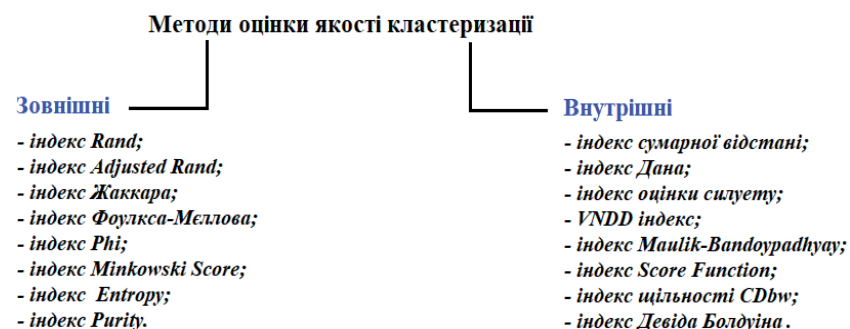 Методи оцінки якості кластеризації
Зовнішні
- індекс Rand;
- індекс Adjusted Rand;
- індекс Жаккара;
- індекс Фоулкса-Мєллова;
- індекс Phi;
- індекс Minkowski Score;
- індекс Entropy;
- індекс Purity.
Внутрішні
- індекс сумарної відстані;
- індекс Дана;
- індекс оцінки силуету;
- VNDD індекс;
- індекс Maulik-Bandoypadhyay;
- індекс Score Function;
- індекс щільності CDbw;
- індекс Девіда Болдуіна .